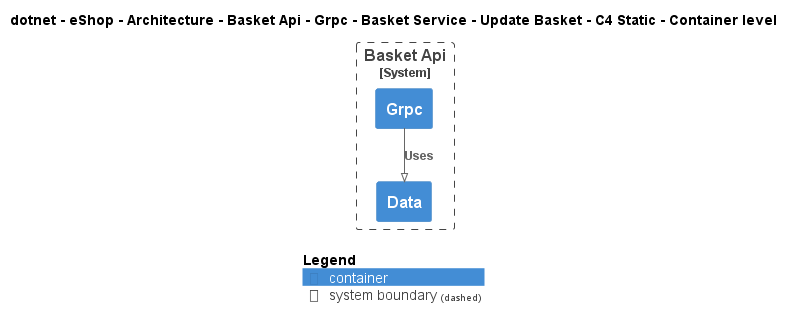 dotnet - eShop - Architecture - Basket Api - Grpc - Basket Service - Update Basket - C4 Static - Container level
Basket Api
[System]
Grpc
Uses
Data
Legend
container
system boundary (dashed)